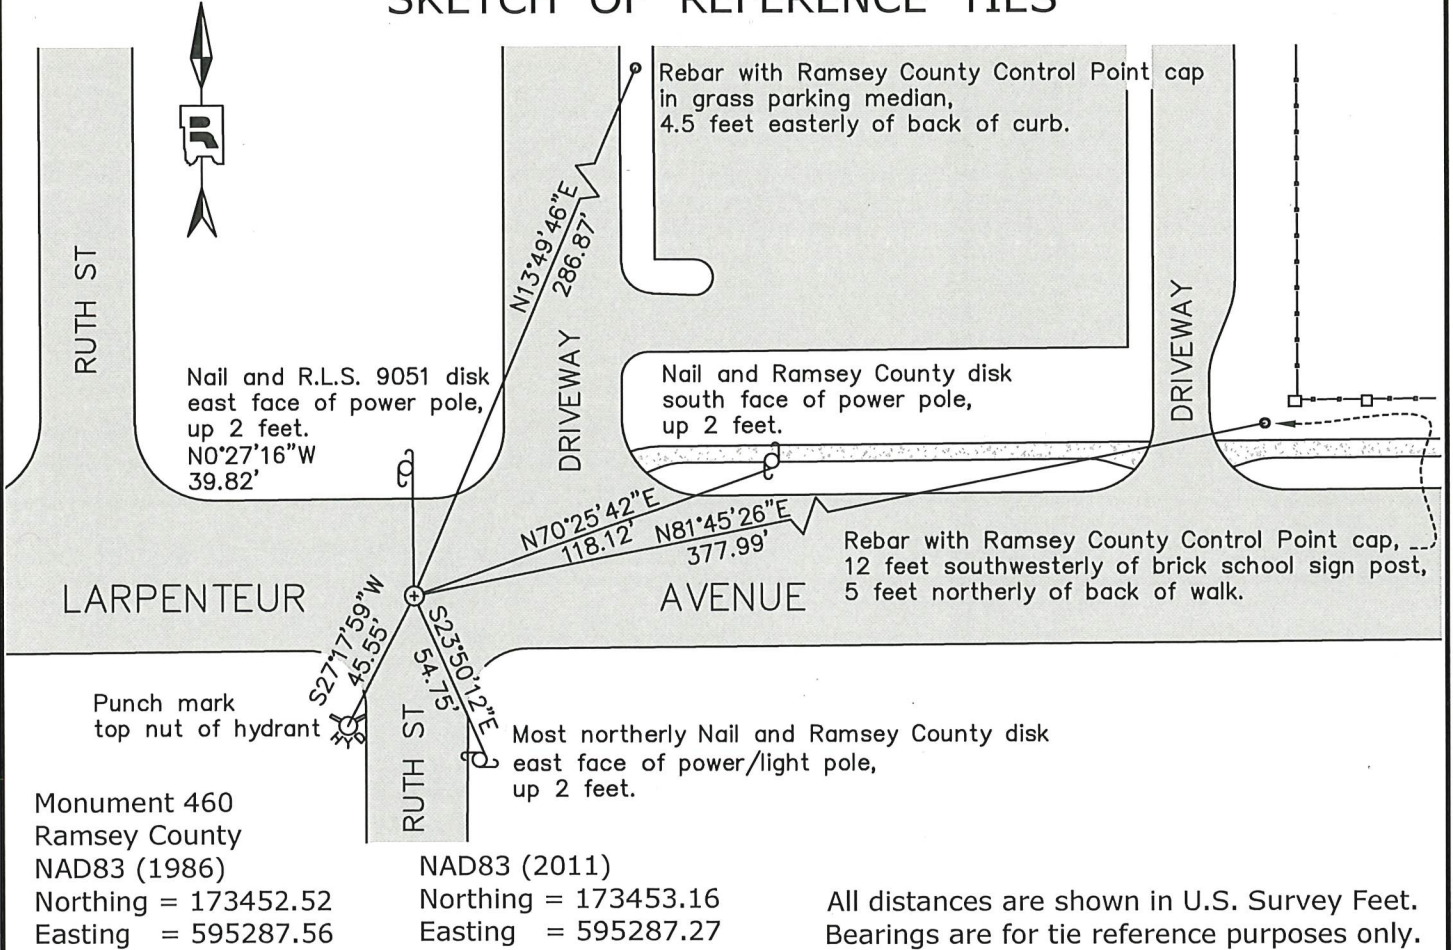 SKETCH OF REFERENCE TIES
R
Rebar with Ramsey County Control Point cap
in grass parking median,
4.5 feet easterly of back of curb.
N13°49'46"E
286.87'
RUTH ST
DRIVEWAY
DRIVEWAY
Nail and R.L.S. 9051 disk
east face of power pole,
up 2 feet.
N0°27'16"W
39.82'
Nail and Ramsey County disk
south face of power pole,
up 2 feet.
N70°25'42"E
118.12'
N81°45'26"E
377.99'
Rebar with Ramsey County Control Point cap,
12 feet southwesterly of brick school sign post,
5 feet northerly of back of walk.
LARPENTEUR
AVENUE
S27°17'59"W
45.55'
S23°50'12"E
54.75'
Punch mark
top nut of hydrant
HYD
RUTH ST
Most northerly Nail and Ramsey County disk
east face of power/light pole,
up 2 feet.
Monument 460
Ramsey County
NAD83 (1986)
Northing = 173452.52
Easting = 595287.56
NAD83 (2011)
Northing = 173453.16
Easting = 595287.27
All distances are shown in U.S. Survey Feet.
Bearings are for tie reference purposes only.